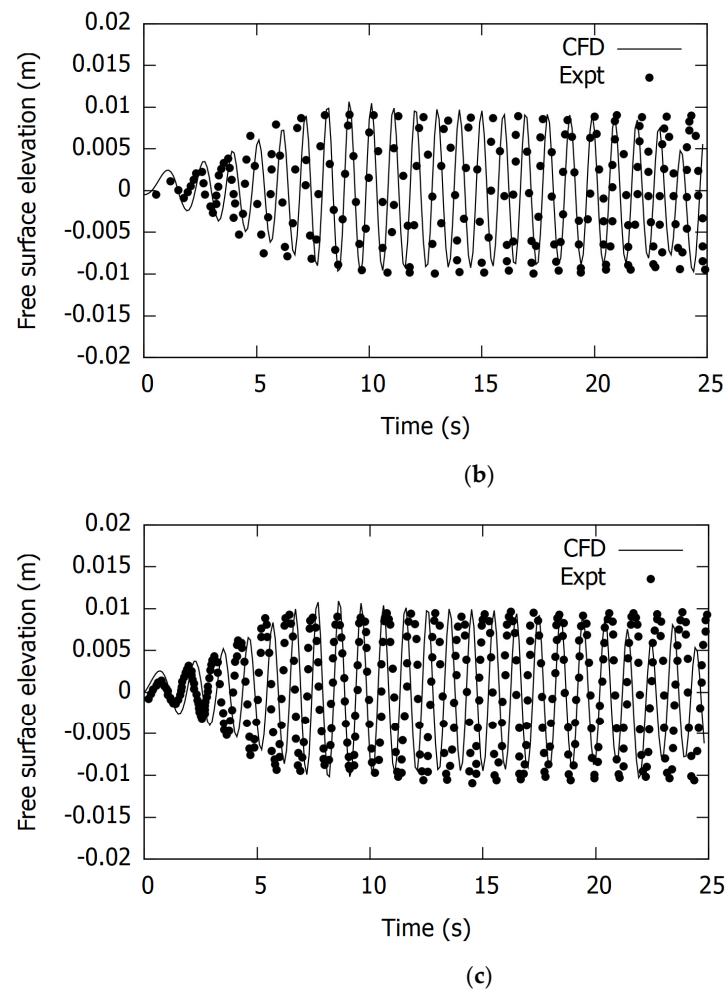 0.02
0.015
0.01
0.005
0
-0.005
-0.01
-0.015
-0.02
Free surface elevation (m)
CFD
Expt
0 5 10 15 20 25
Time (s)
(b)
0.02
0.015
0.01
0.005
0
-0.005
-0.01
-0.015
-0.02
Free surface elevation (m)
CFD
Expt
0 5 10 15 20 25
Time (s)
(c)